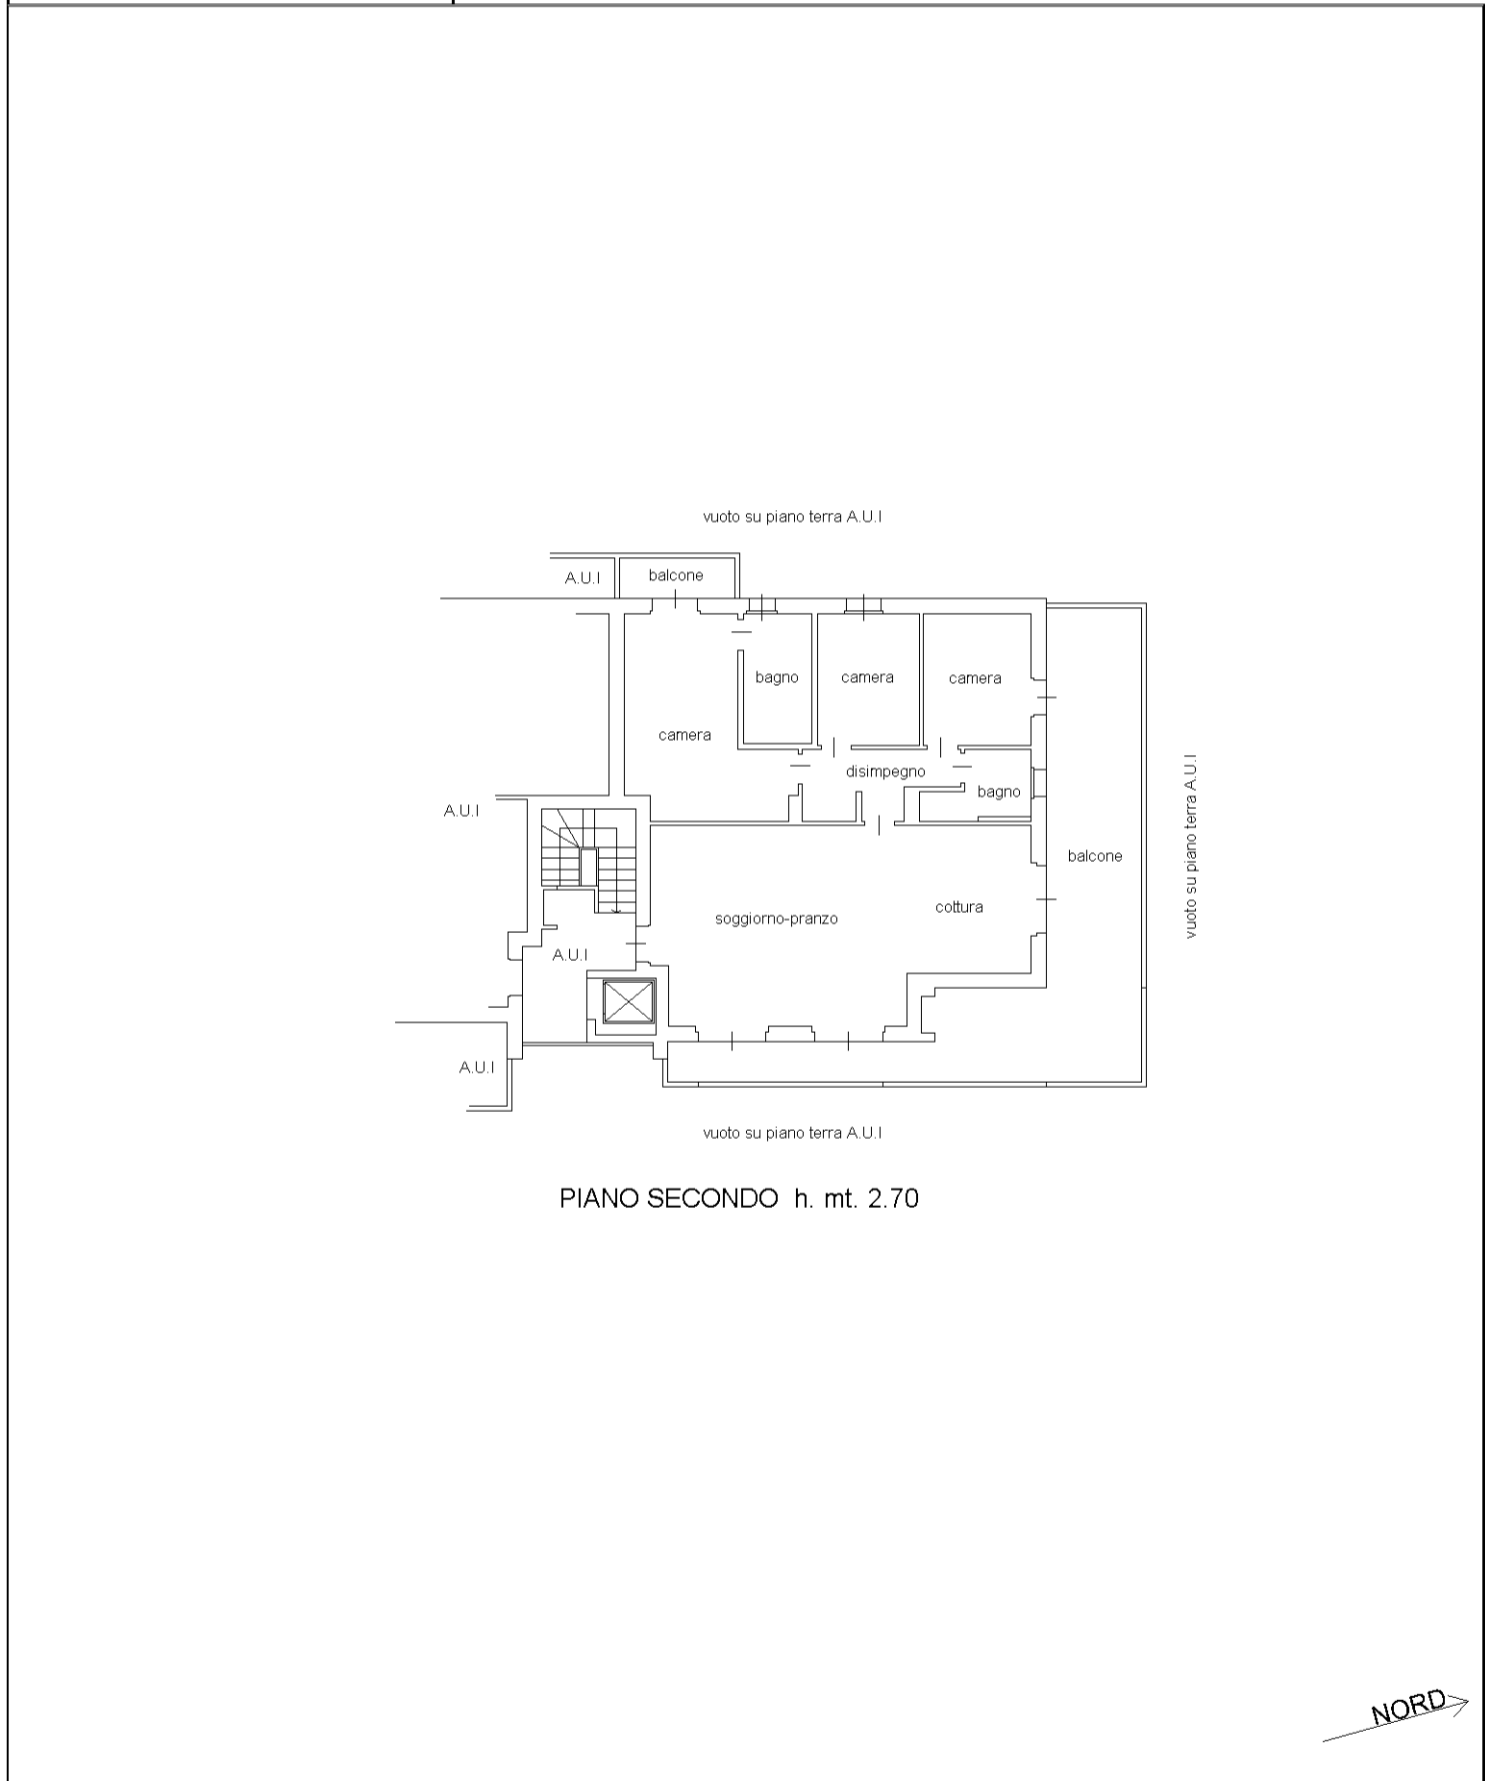 vuoto su piano terra A.U.I
A.U.I
balcone
bagno
camera
camera
camera
disimpegno
bagno
A.U.I
balcone
vuoto su piano terra A.U.I
soggiorno-pranzo
cottura
A.U.I
A.U.I
vuoto su piano terra A.U.I
PIANO SECONDO h. mt. 2.70
NORD